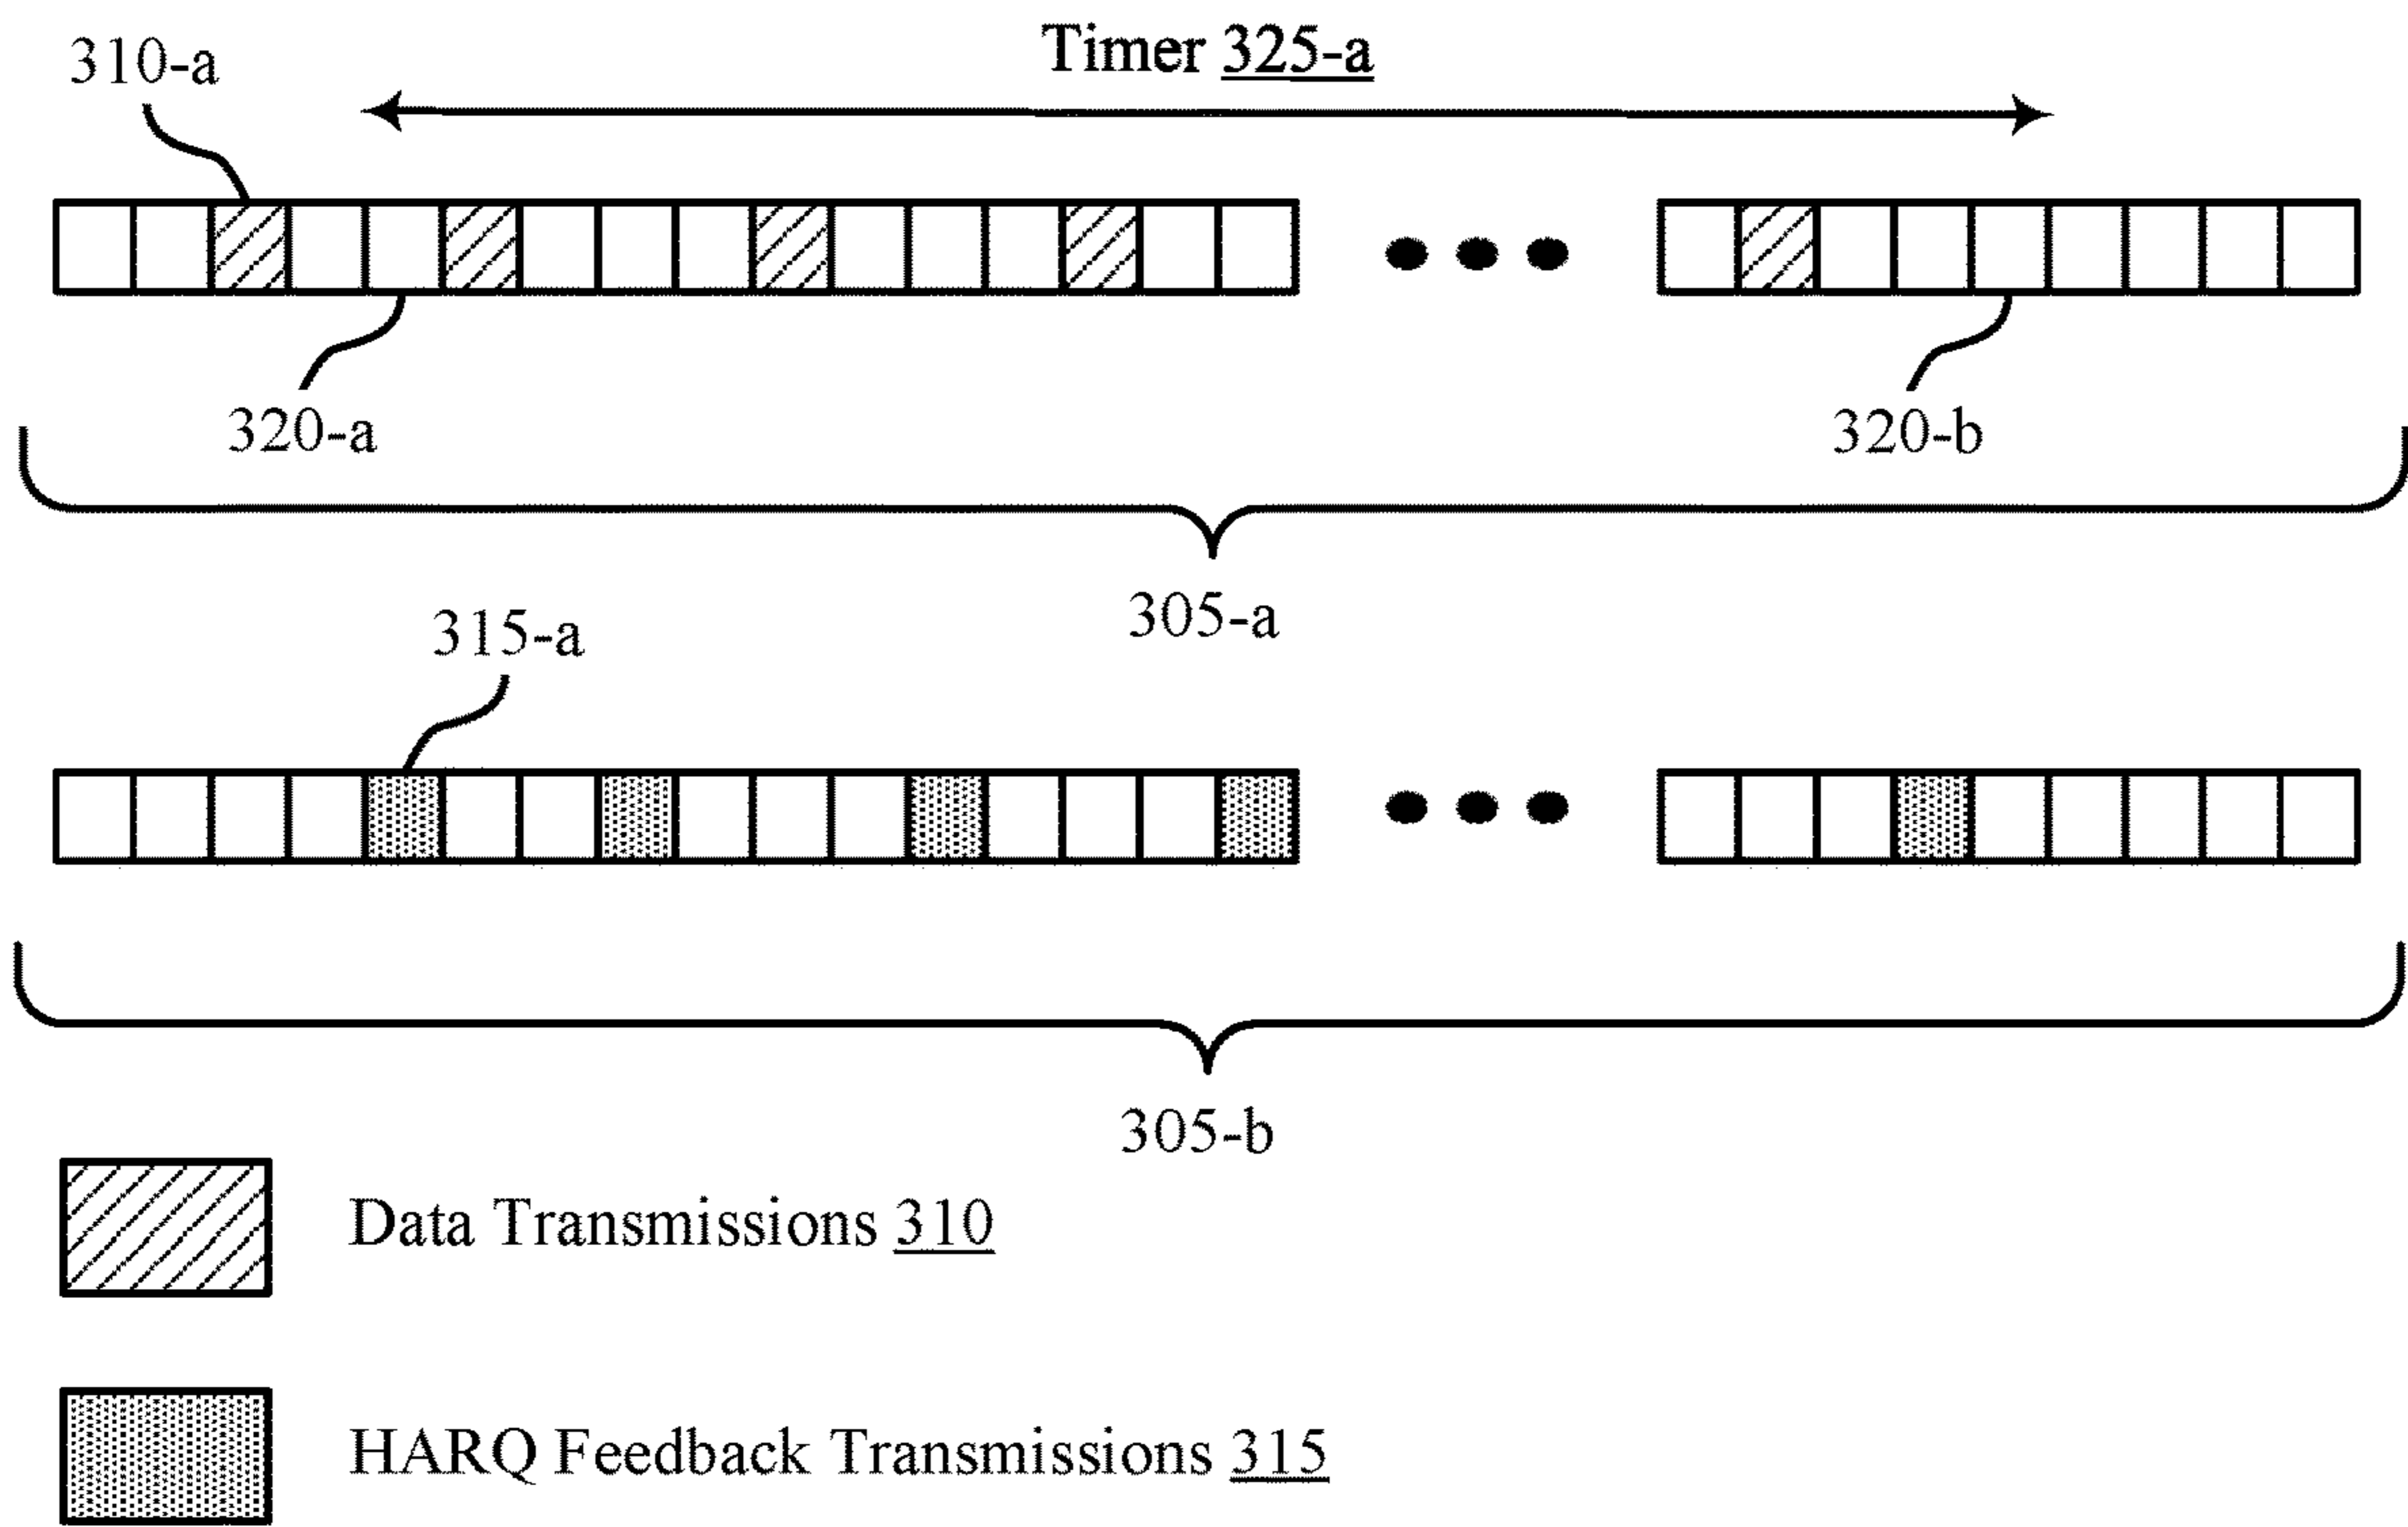 310-a
Timer 325-a
320-a
320-b
305-a
315-a
305-b
Data Transmissions 310
HARQ Feedback Transmissions 315